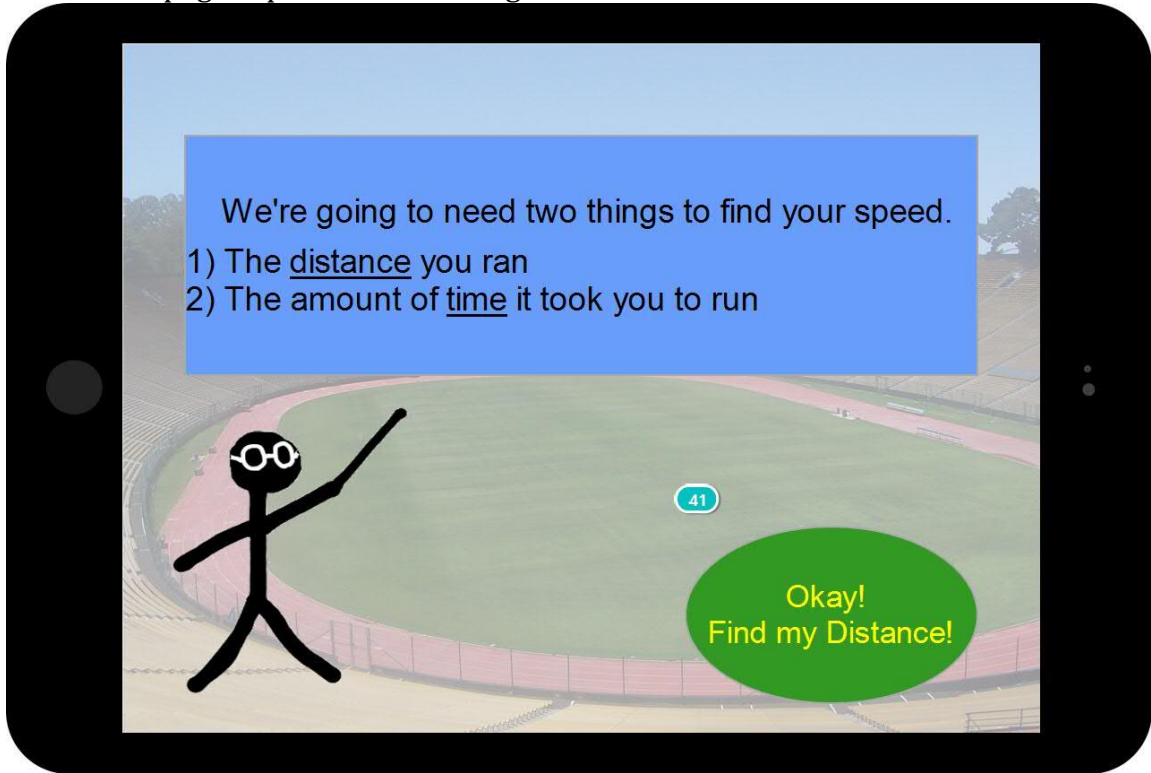 We're going to need two things to find your speed.
1) The distance you ran
2) The amount of time it took you to run
41
Okay!
Find my Distance!